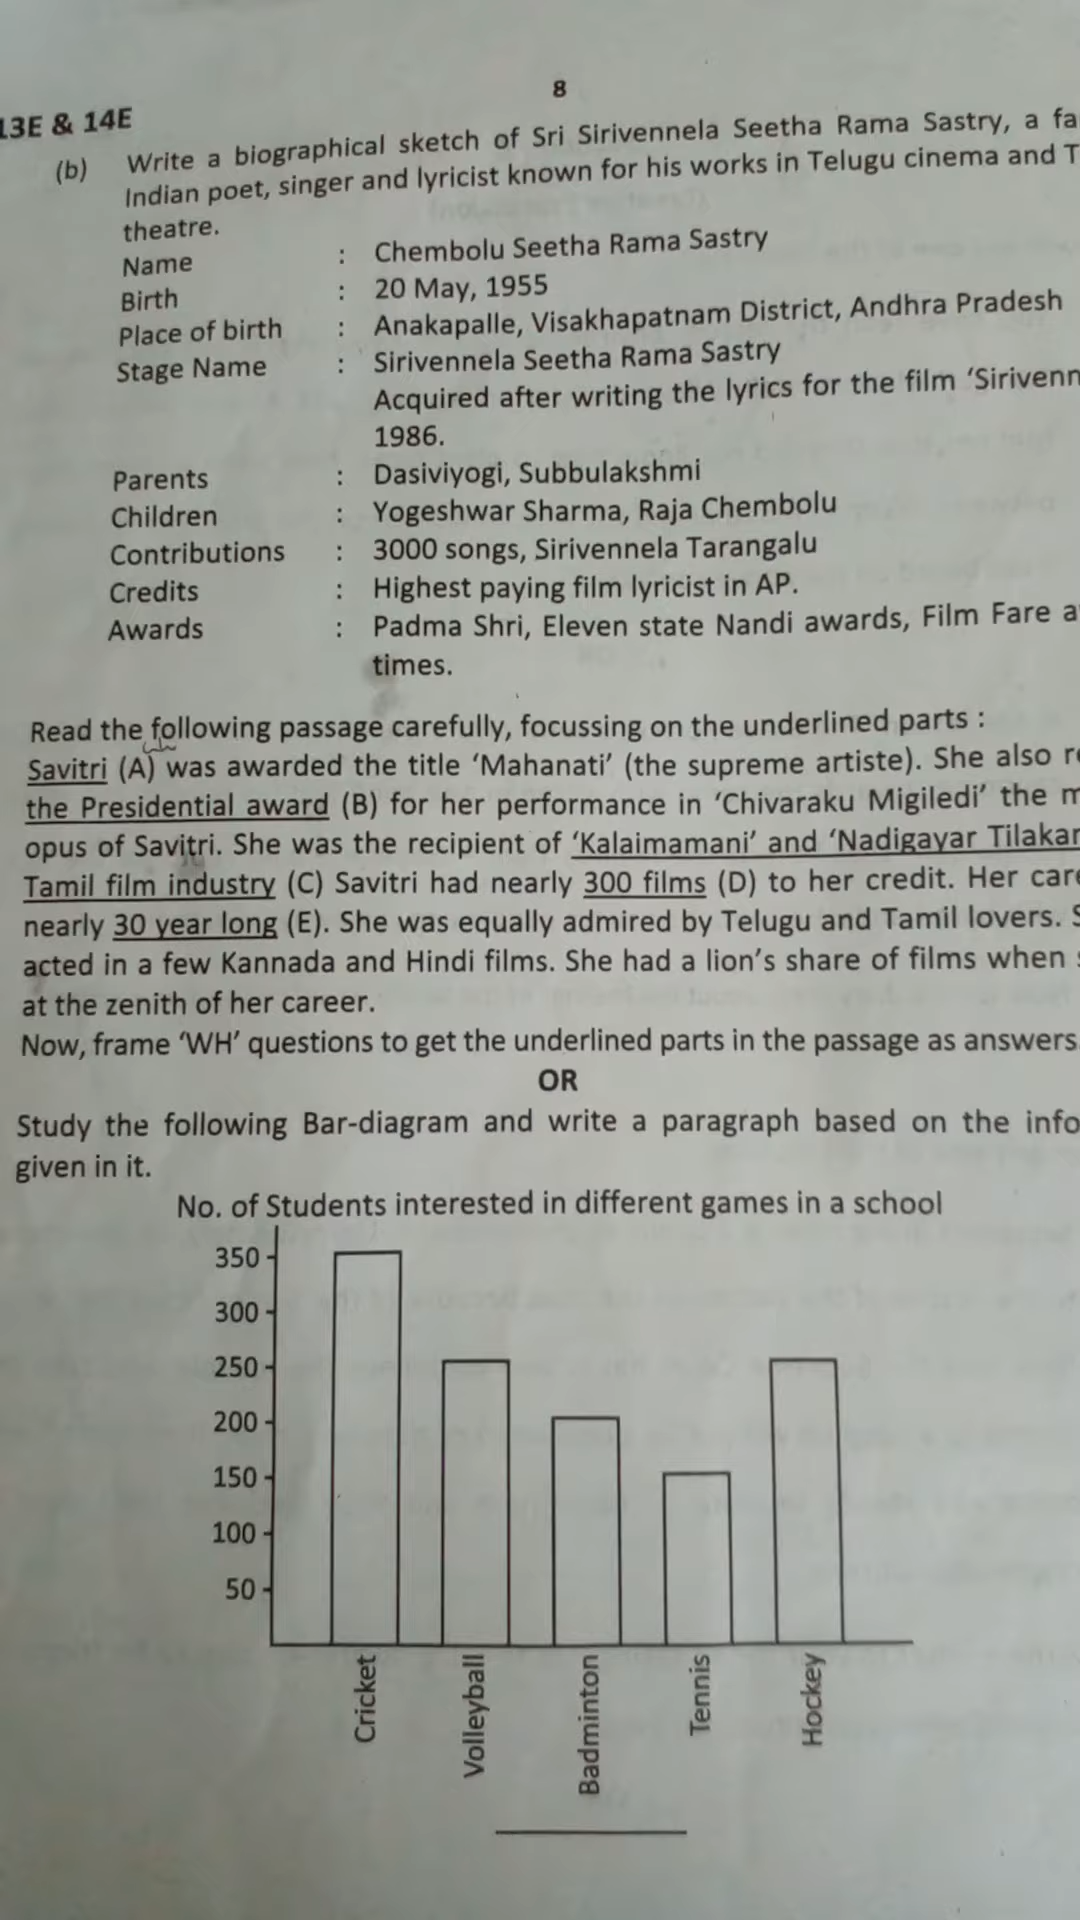 8
13E & 14E
(b) Write a biographical sketch of Sri Sirivennela Seetha Rama Sastry, a
Indian poet, singer and lyricist known for his works in Telugu cinema and
theatre.
Name : Chembolu Seetha Rama Sastry
Birth : 20 May, 1955
Place of birth : Anakapalle, Visakhapatnam District, Andhra Pradesh
Stage Name : Sirivennela Seetha Rama Sastry
Acquired after writing the lyrics for the film
1986.
Parents : Dasiviyogi, Subbulakshmi
Children : Yogeshwar Sharma, Raja Chembolu
Contributions : 3000 songs, Sirivennela Tarangalu
Credits : Highest paying film lyricist in AP.
Awards : Padma Shri, Eleven state Nandi awards, Film Fare
times.
Read the following passage carefully, focussing on the underlined parts :
Savitri (A) was awarded the title ‘Mahanati’ (the supreme artiste). She also
the Presidential award (B) for her performance in ‘Chivaraku Migiledi’ the
opus of Savitri. She was the recipient of ‘Kalaimamani’ and ‘Nadigayar
Tamil film industry (C) Savitri had nearly 300 films (D) to her credit. Her
nearly 30 year long (E). She was equally admired by Telugu and Tamil lovers.
acted in a few Kannada and Hindi films. She had a lion’s share of films when
at the zenith of her career.
Now, frame ‘WH’ questions to get the underlined parts in the passage as answers.
OR
Study the following Bar-diagram and write a paragraph based on the
given in it.
No. of Students interested in different games in a school
350
300
250
200
150
100
50
Cricket
Volleyball
Badminton
Tennis
Hockey